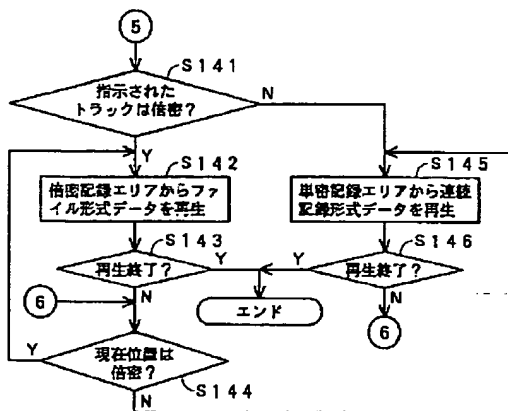 5
S141
指示された
トラックは倍密?
N
Y
S142
S145
倍密記録エリアからファ
イル形式データを再生
単密記録エリアから連続
記録形式データを再生
S143
S146
再生終了?
Y
Y
再生終了?
N
N
6
エンド
6
Y
現在位置は
倍密?
S144
N